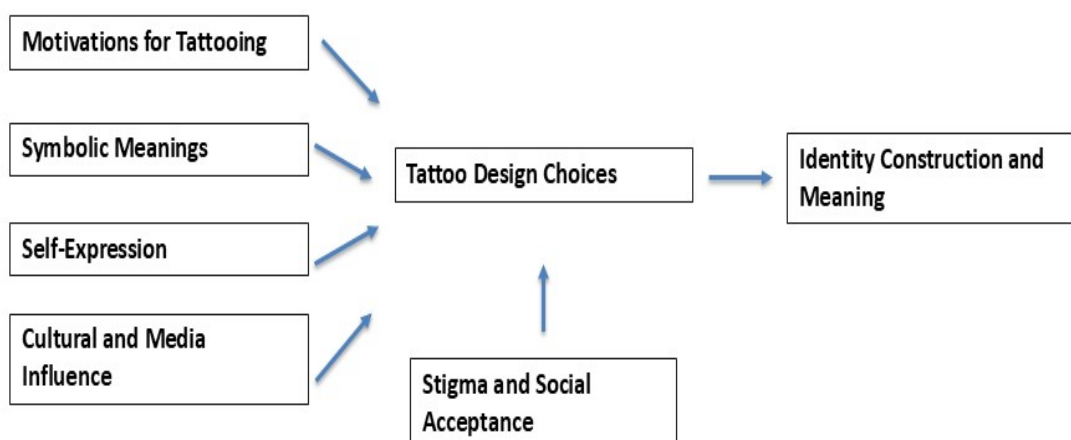 Motivations for Tattooing
Symbolic Meanings
Self-Expression
Cultural and Media
Influence
Tattoo Design Choices
Stigma and Social
Acceptance
Identity Construction and
Meaning